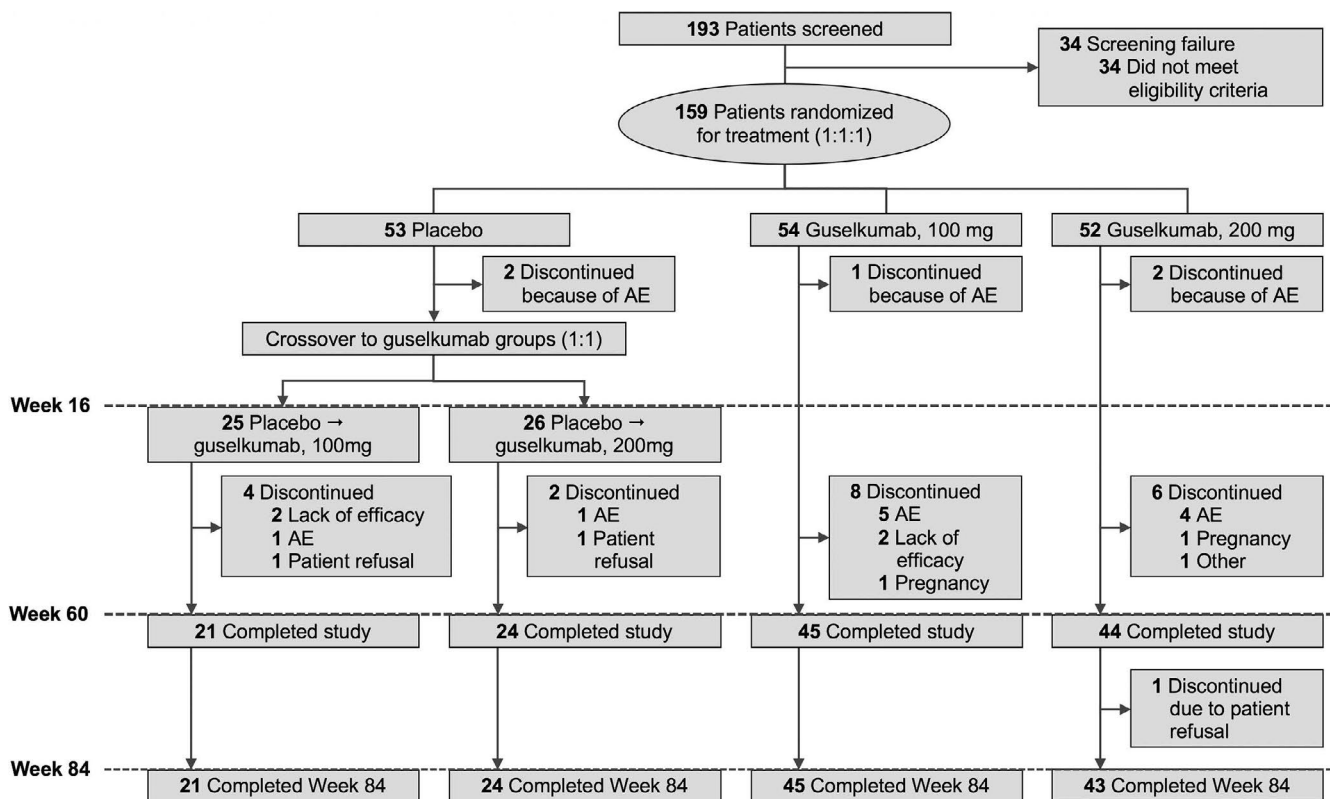 193 Patients screened
34 Screening failure
34 Did not meet
eligibility criteria
159 Patients randomized
for treatment (1:1:1)
53 Placebo
54 Guselkumab, 100 mg
52 Guselkumab, 200 mg
2 Discontinued
because of AE
1 Discontinued
because of AE
2 Discontinued
because of AE
Crossover to guselkumab groups (1:1)
Week 16
25 Placebo →
guselkumab, 100mg
26 Placebo →
guselkumab, 200mg
4 Discontinued
2 Lack of efficacy
1 AE
1 Patient refusal
2 Discontinued
1 AE
1 Patient
refusal
8 Discontinued
5 AE
2 Lack of
efficacy
1 Pregnancy
6 Discontinued
4 AE
1 Pregnancy
1 Other
Week 60
21 Completed study
24 Completed study
45 Completed study
44 Completed study
1 Discontinued
due to patient
refusal
Week 84
21 Completed Week 84
24 Completed Week 84
45 Completed Week 84
43 Completed Week 84